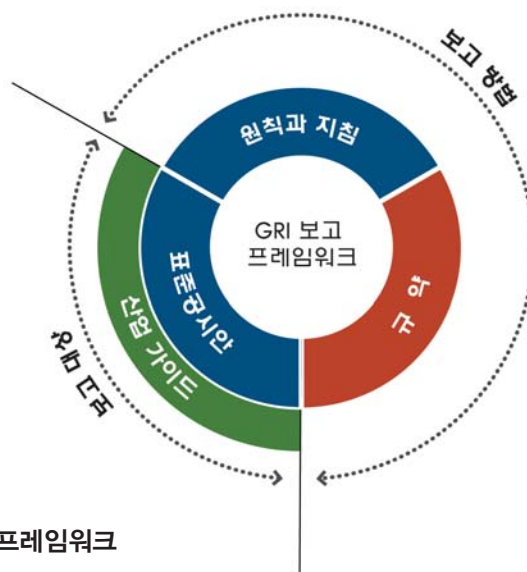 보고 방법
원칙과 지침
GRI 보고
프레임워크
표준공시안
규 약
산업 가이드
보고 내용
프레임워크